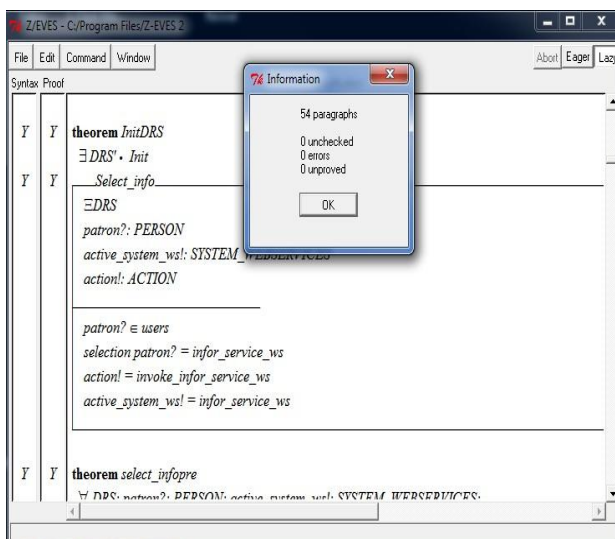 Z/EVES - C:/Program Files/Z-EVES 2
File Edit Command Window
Abort Eager Lazy
Syntax Proof
Information
54 paragraphs
0 unchecked
0 errors
0 unproved
OK
Y Y theorem InitDRS
∃ DRS' • Init
Y Y Select_info
ΞDRS
patron?: PERSON
active_system_ws!: SYSTEM_WEBSERVICES
action!: ACTION
patron? ∈ users
selection patron? = infor_service_ws
action! = invoke_infor_service_ws
active_system_ws! = infor_service_ws
Y Y theorem select_infopre
∀ DRS; patron?: PERSON; active_system_ws!: SYSTEM_WEBSERVICES;